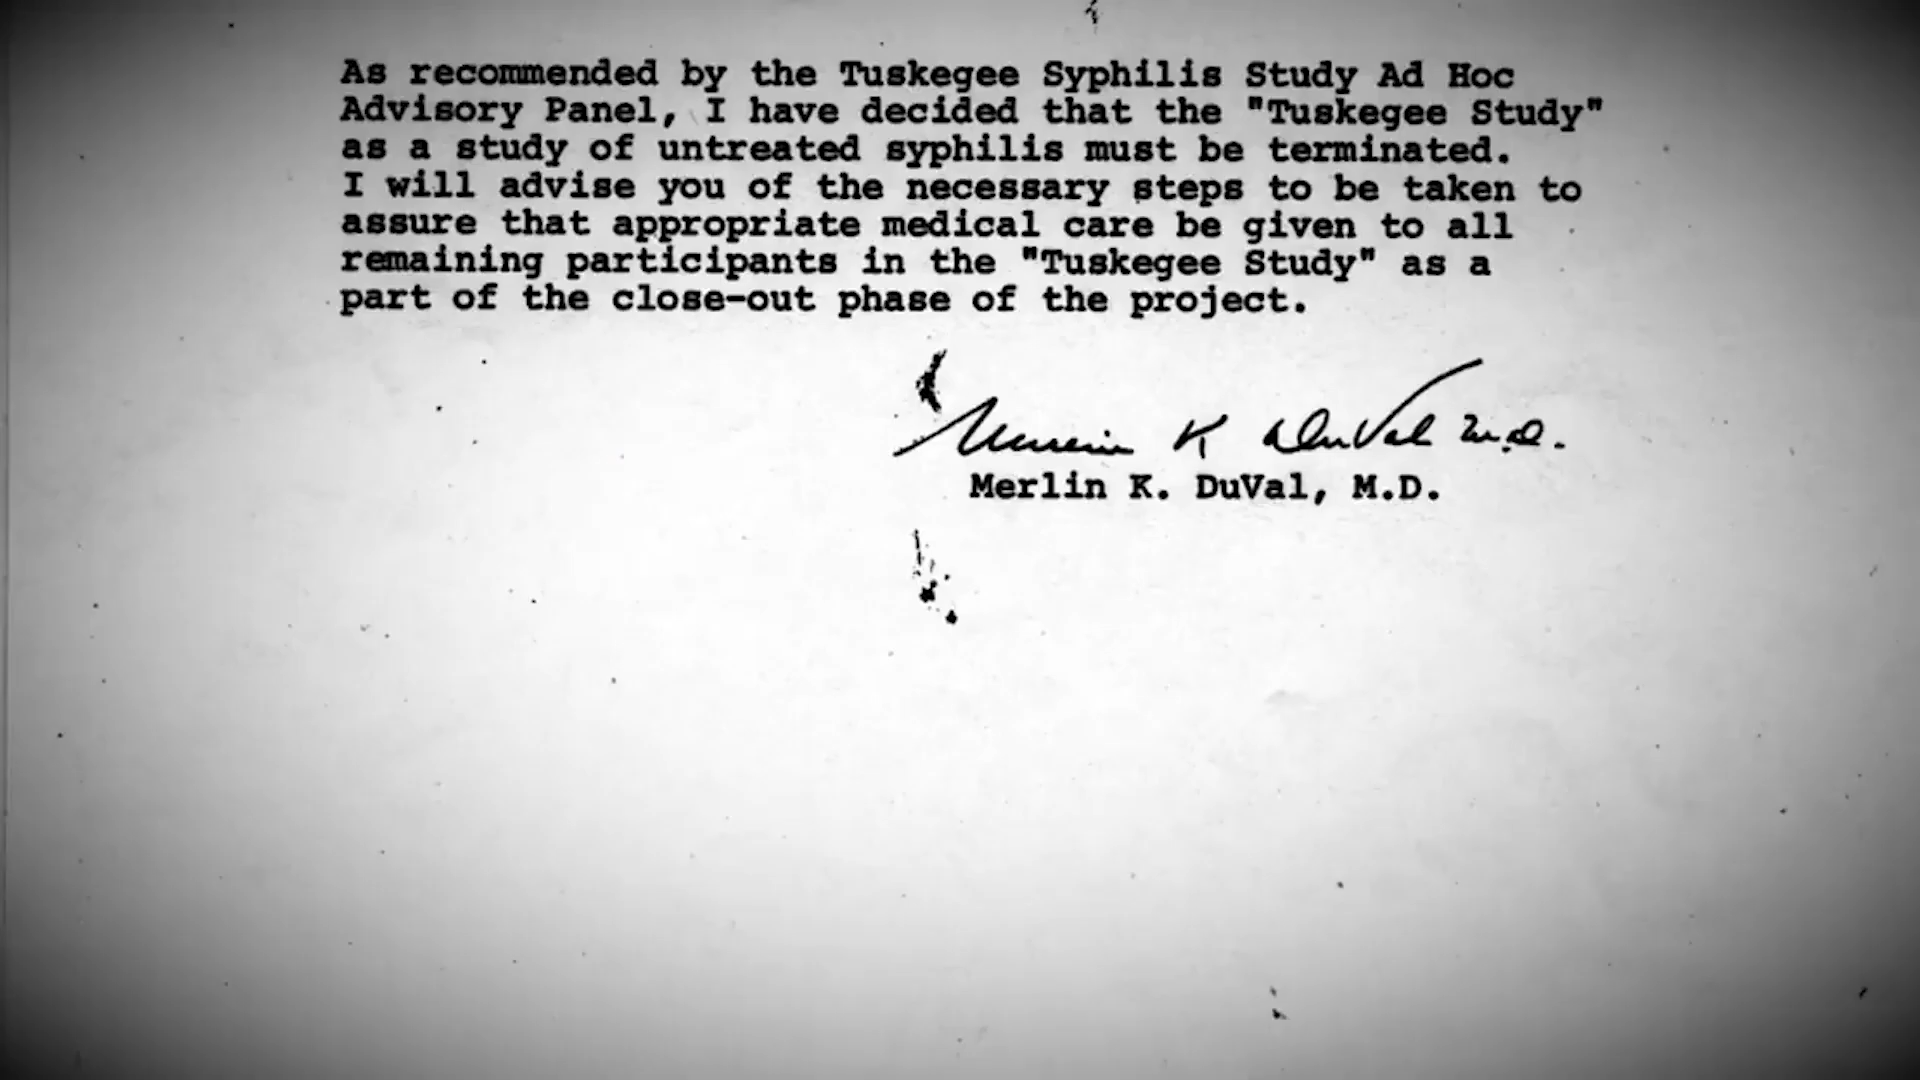 As recommended by the Tuskegee Syphilis Study Ad Hoc
Advisory Panel, I have decided that the "Tuskegee Study"
as a study of untreated syphilis must be terminated.
I will advise you of the necessary steps to be taken to
assure that appropriate medical care be given to all
remaining participants in the "Tuskegee Study" as a
part of the close-out phase of the project.
Merlin K DuVal M.D.
Merlin K. DuVal, M.D.